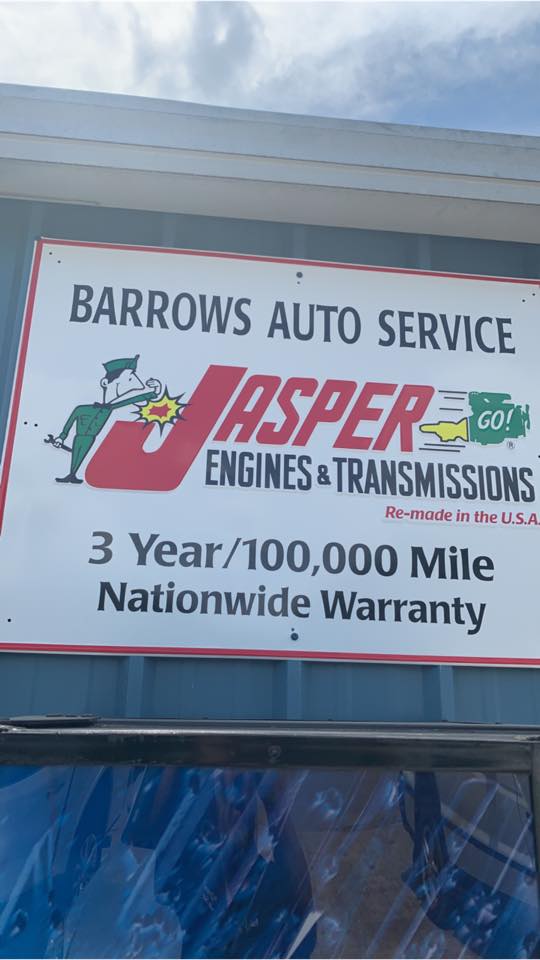 BARROWS AUTO SERVICE
JASPER GO!®
ENGINES & TRANSMISSIONS
Re-made in the U.S.A.
3 Year/100,000 Mile
Nationwide Warranty